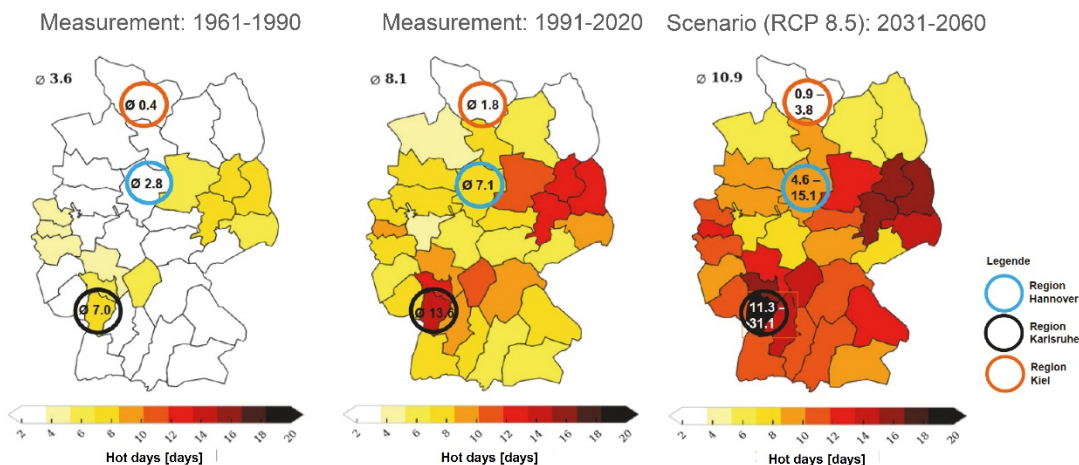 Measurement: 1961-1990
Measurement: 1991-2020
Scenario (RCP 8.5): 2031-2060
⌀ 3.6
Ø 0.4
Ø 2.8
Ø 7.0
⌀ 8.1
Ø 1.8
Ø 7.1
Ø 13.6
⌀ 10.9
0.9 –
3.8
4.6 –
15.1
11.3 –
31.1
Legende
Region
Hannover
Region
Karlsruhe
Region
Kiel
2 4 6 8 10 12 14 16 18 20
Hot days [days]
2 4 6 8 10 12 14 16 18 20
Hot days [days]
2 4 6 8 10 12 14 16 18 20
Hot days [days]